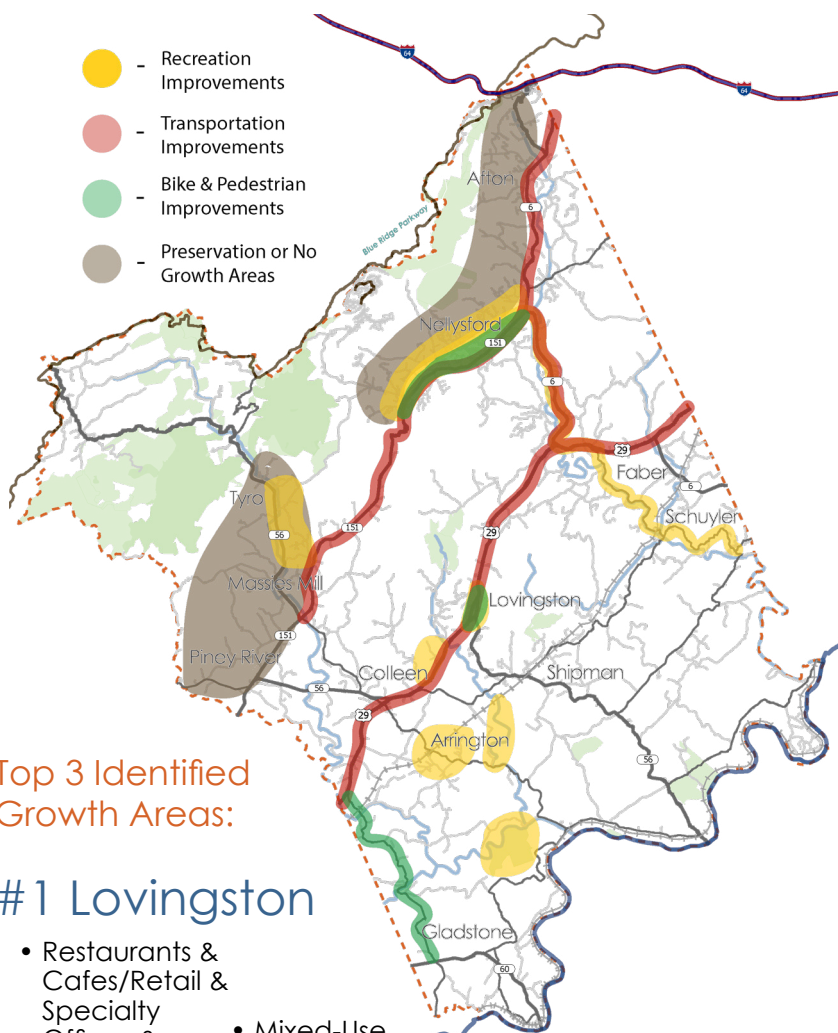 - Recreation
Improvements
- Transportation
Improvements
- Bike & Pedestrian
Improvements
- Preservation or No
Growth Areas
64
64
Afton
6
Blue Ridge Parkway
Nellysford
151
6
29
Faber
6
Schuyler
Tyro
56
151
29
Massies Mill
Lovingston
151
Piney River
56
Colleen
Shipman
29
Arrington
56
Gladstone
60
Top 3 Identified
Growth Areas:
#1 Lovingston
• Restaurants &
Cafes/Retail &
Specialty
• Mixed-Use